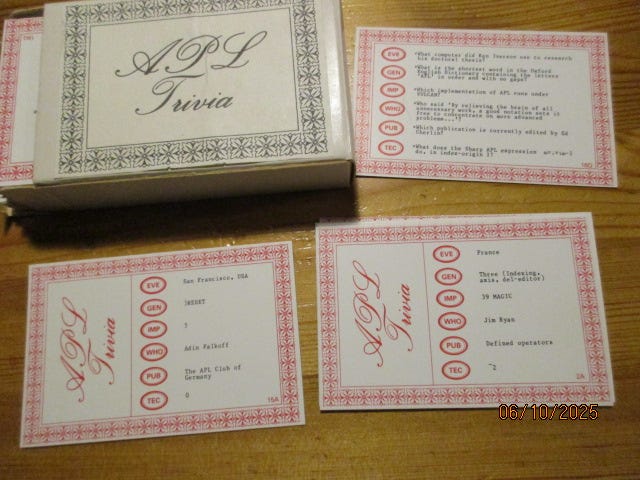 APL
Trivia
EVE
What computer did Ken Iverson use to research
his doctoral thesis?
GEN
What is the shortest word in the Oxford
English Dictionary containing the letters
"APL" in order and with no gaps?
IMP
Which implementation of APL runs under
VULCAN?
WHO
Who said "By relieving the brain of all
unnecessary work, a good notation sets it
free to concentrate on more advanced
problems...."?
PUB
Which publication is currently edited by Ed
Cherlin?
TEC
What does the Sharp APL expression
do, in index-origin 1?
APL
Trivia
EVE San Francisco, USA
GEN )RESET
IMP 3
WHO Adin Falkoff
PUB The APL Club of
Germany
TEC 0
15A
APL
Trivia
EVE France
GEN Three (Indexing,
axis, del-editor)
IMP 39 MAGIC
WHO Jim Ryan
PUB Defined operators
TEC ¯2
2A
06/10/2025